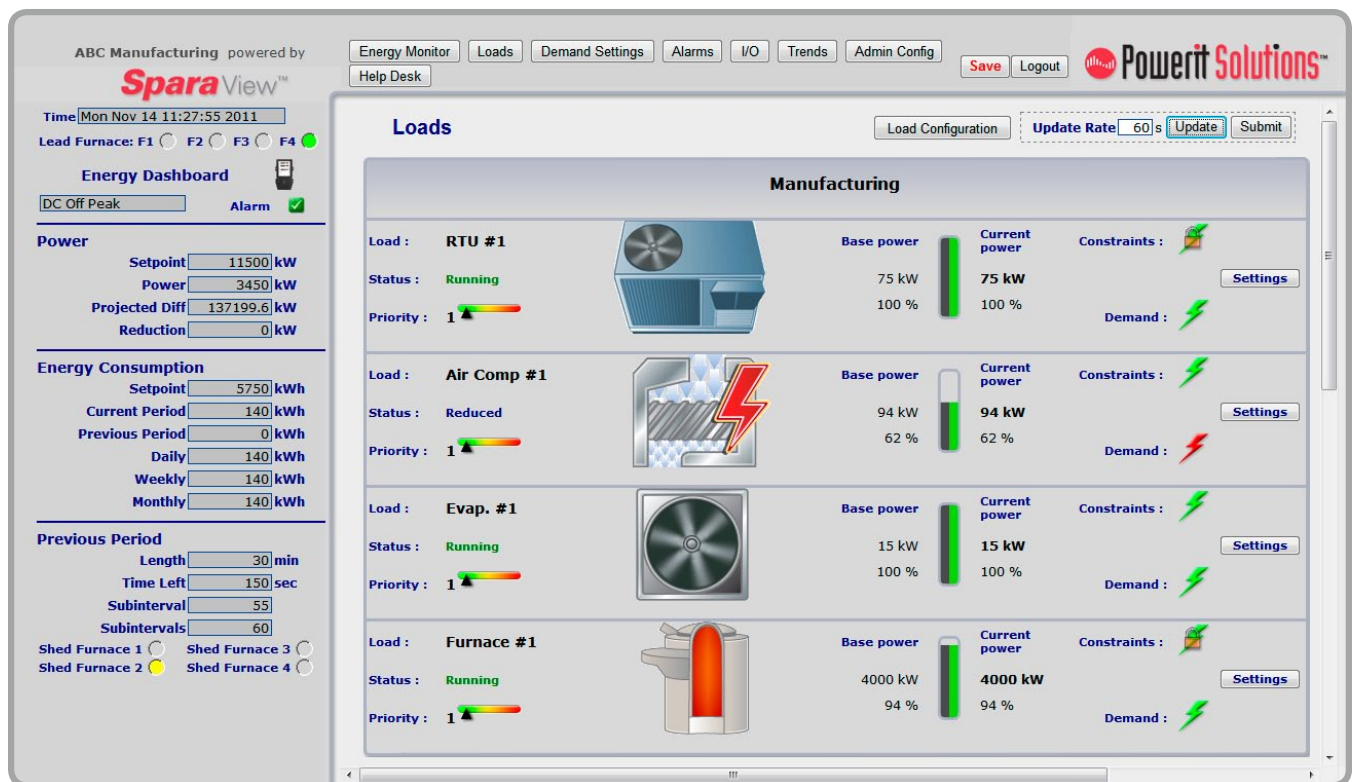 ABC Manufacturing powered by
Spara View™
Energy Monitor Loads Demand Settings Alarms I/O Trends Admin Config
Help Desk
Save Logout
Powerit Solutions™
Time Mon Nov 14 11:27:55 2011
Lead Furnace: F1 F2 F3 F4
Energy Dashboard
DC Off Peak Alarm
Power
Setpoint 11500 kW
Power 3450 kW
Projected Diff 137199.6 kW
Reduction 0 kW
Energy Consumption
Setpoint 5750 kWh
Current Period 140 kWh
Previous Period 0 kWh
Daily 140 kWh
Weekly 140 kWh
Monthly 140 kWh
Previous Period
Length 30 min
Time Left 150 sec
Subinterval 55
Subintervals 60
Shed Furnace 1 Shed Furnace 3
Shed Furnace 2 Shed Furnace 4
Loads
Load Configuration Update Rate 60 s Update Submit
Manufacturing
Load : RTU #1 Base power Current power Constraints :
Status : Running 75 kW 75 kW Settings
Priority : 1 100 % 100 % Demand :
Load : Air Comp #1 Base power Current power Constraints :
Status : Reduced 94 kW 94 kW Settings
Priority : 1 62 % 62 % Demand :
Load : Evap. #1 Base power Current power Constraints :
Status : Running 15 kW 15 kW Settings
Priority : 1 100 % 100 % Demand :
Load : Furnace #1 Base power Current power Constraints :
Status : Running 4000 kW 4000 kW Settings
Priority : 1 94 % 94 % Demand :